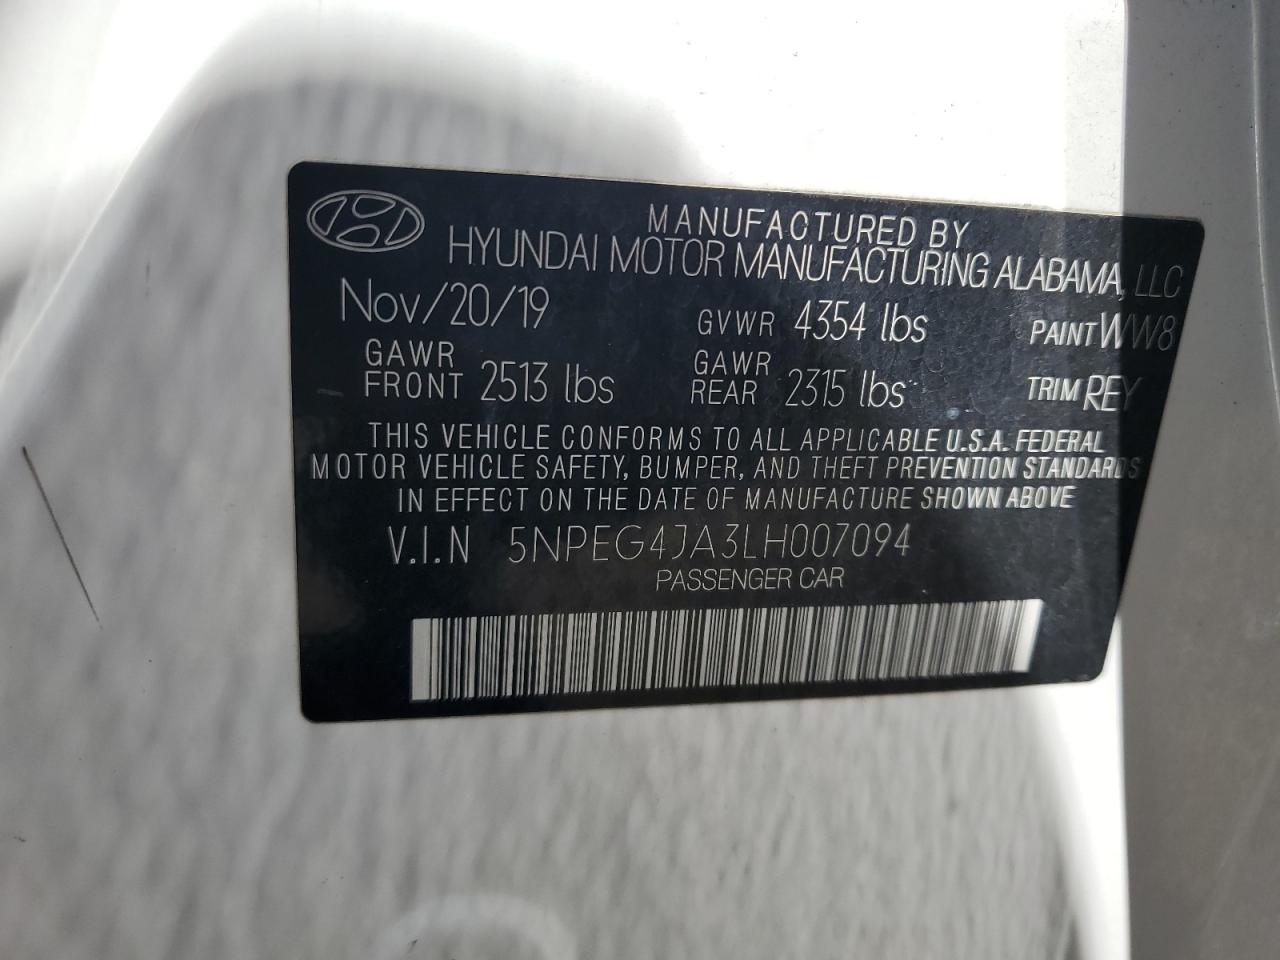 MANUFACTURED BY
HYUNDAI MOTOR MANUFACTURING ALABAMA, LLC
Nov/20/19 GVWR 4354 lbs PAINT WW8
GAWR FRONT 2513 lbs GAWR REAR 2315 lbs TRIM REY
THIS VEHICLE CONFORMS TO ALL APPLICABLE U.S.A. FEDERAL
MOTOR VEHICLE SAFETY, BUMPER, AND THEFT PREVENTION STANDARDS
IN EFFECT ON THE DATE OF MANUFACTURE SHOWN ABOVE
V.I.N 5NPEG4JA3LH007094
PASSENGER CAR